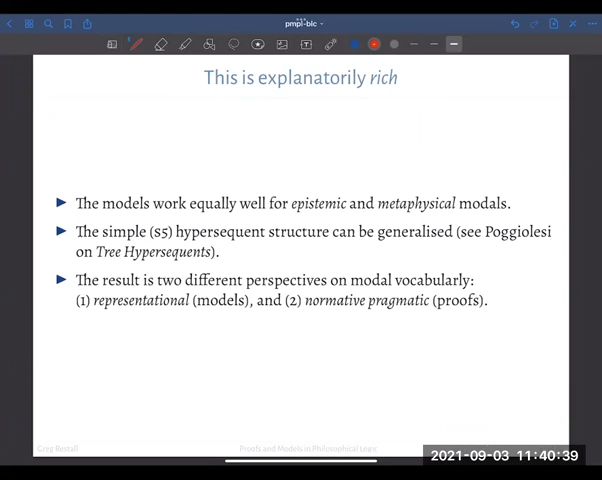 pmpl-blc
This is explanatorily rich
The models work equally well for epistemic and metaphysical modals.
The simple (s5) hypersequent structure can be generalised (see Poggiolesi
on Tree Hypersequents).
The result is two different perspectives on modal vocabularly:
(1) representational (models), and (2) normative pragmatic (proofs).
Greg Restall
Proofs and Models in Philosophical Logic
2021-09-03 11:40:39